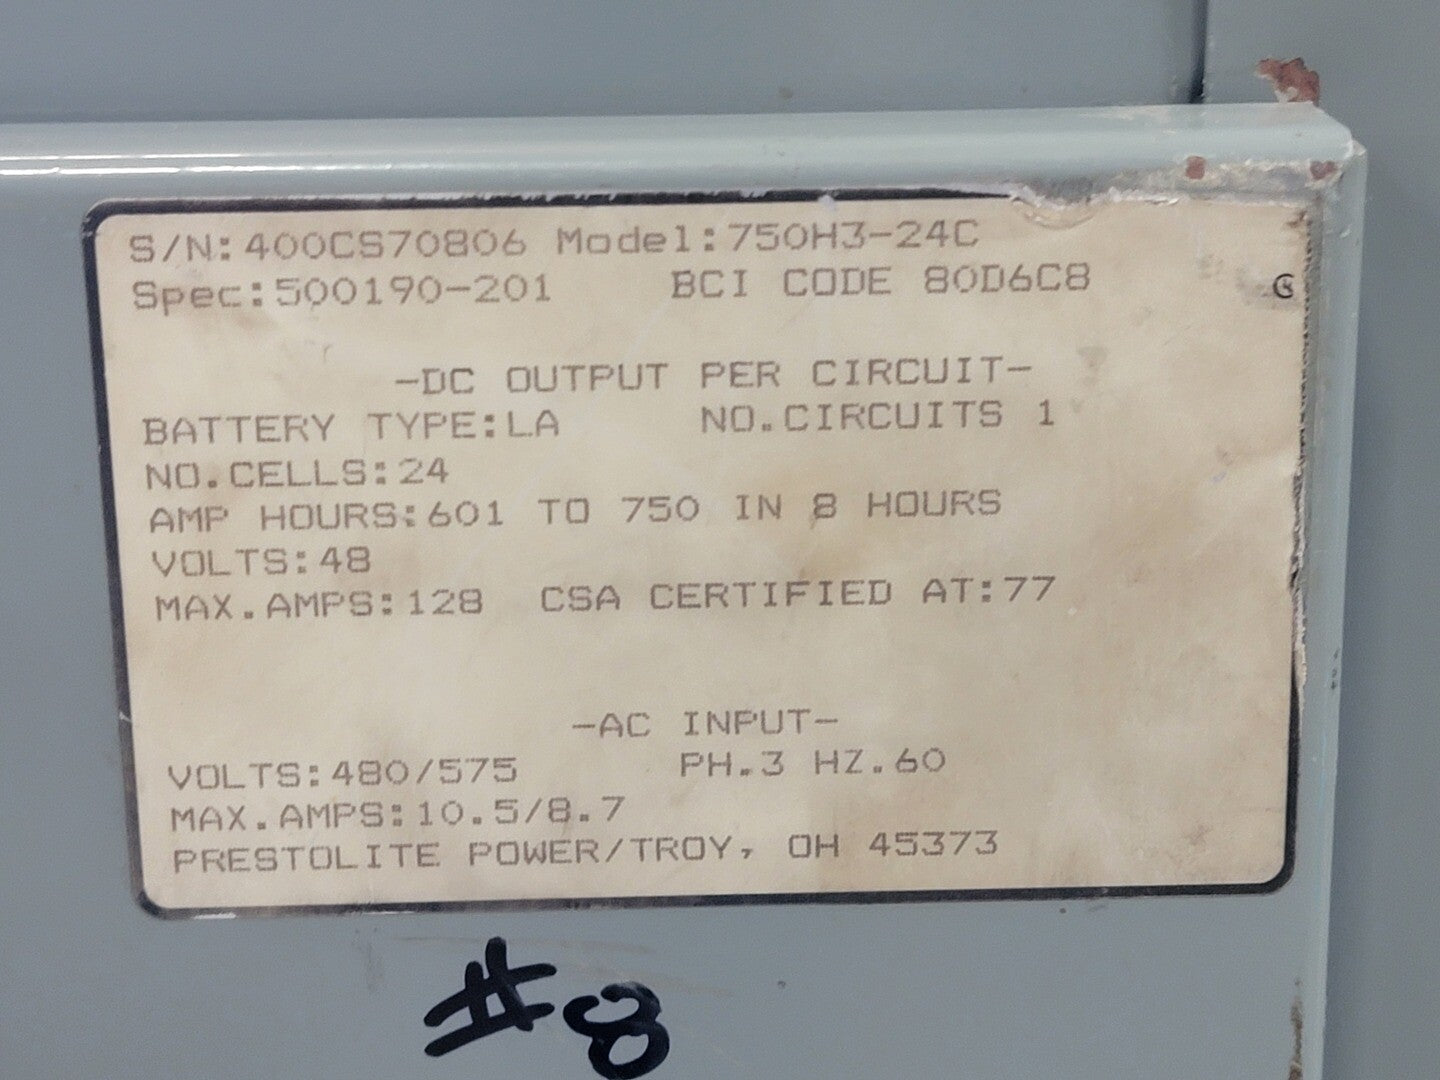 S/N:400CS70806 Model:750H3-24C
Spec:500190-201 BCI CODE 80D6C8
G
-DC OUTPUT PER CIRCUIT-
BATTERY TYPE:LA NO.CIRCUITS 1
NO.CELLS:24
AMP HOURS:601 TO 750 IN 8 HOURS
VOLTS:48
MAX.AMPS:128 CSA CERTIFIED AT:77
-AC INPUT-
VOLTS:480/575 PH.3 HZ.60
MAX.AMPS:10.5/8.7
PRESTOLITE POWER/TROY, OH 45373
#8